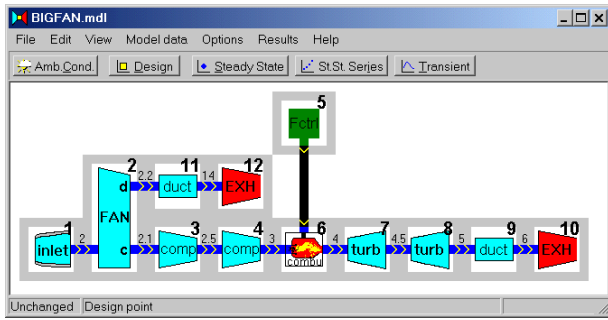 BIGFAN.mdl
File Edit View Model data Options Results Help
Amb.Cond. Design Steady State St.St. Series Transient
5
Fctrl
2 2.2 11 14 12
d duct EXH
FAN
1 2 3 4 6 7 8 9 10
inlet c 2.1 comp 2.5 comp 3 combu 4 turb 4.5 turb 5 duct 6 EXH
Unchanged Design point